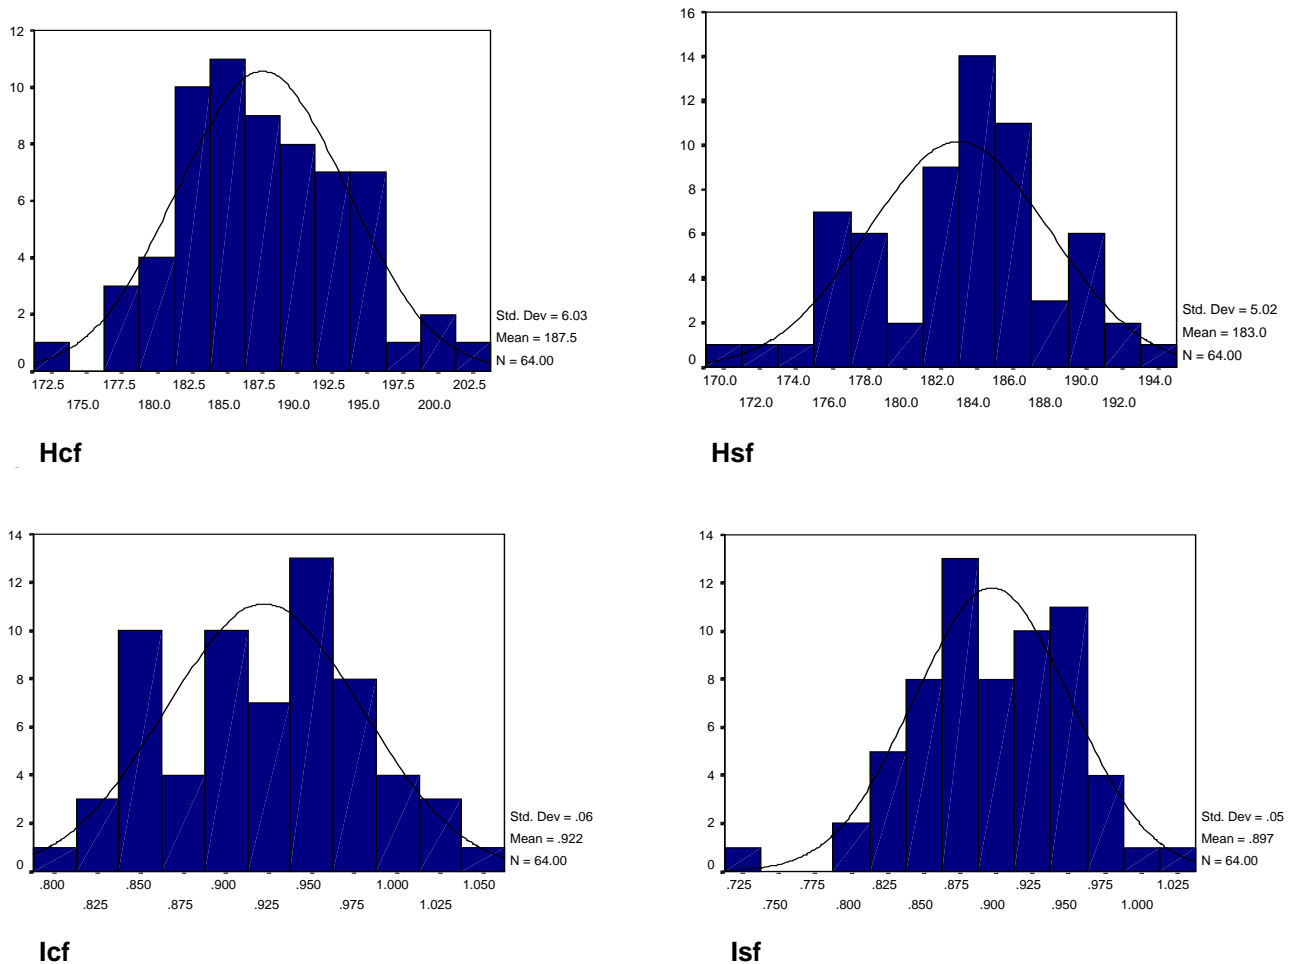 12
10
8
6
4
2
0
172.5 177.5 182.5 187.5 192.5 197.5 202.5
175.0 180.0 185.0 190.0 195.0 200.0
Std. Dev = 6.03
Mean = 187.5
N = 64.00
Hcf
16
14
12
10
8
6
4
2
0
170.0 174.0 178.0 182.0 186.0 190.0 194.0
172.0 176.0 180.0 184.0 188.0 192.0
Std. Dev = 5.02
Mean = 183.0
N = 64.00
Hsf
14
12
10
8
6
4
2
0
.800 .850 .900 .950 1.000 1.050
.825 .875 .925 .975 1.025
Std. Dev = .06
Mean = .922
N = 64.00
Icf
14
12
10
8
6
4
2
0
.725 .775 .825 .875 .925 .975 1.025
.750 .800 .850 .900 .950 1.000
Std. Dev = .05
Mean = .897
N = 64.00
Isf